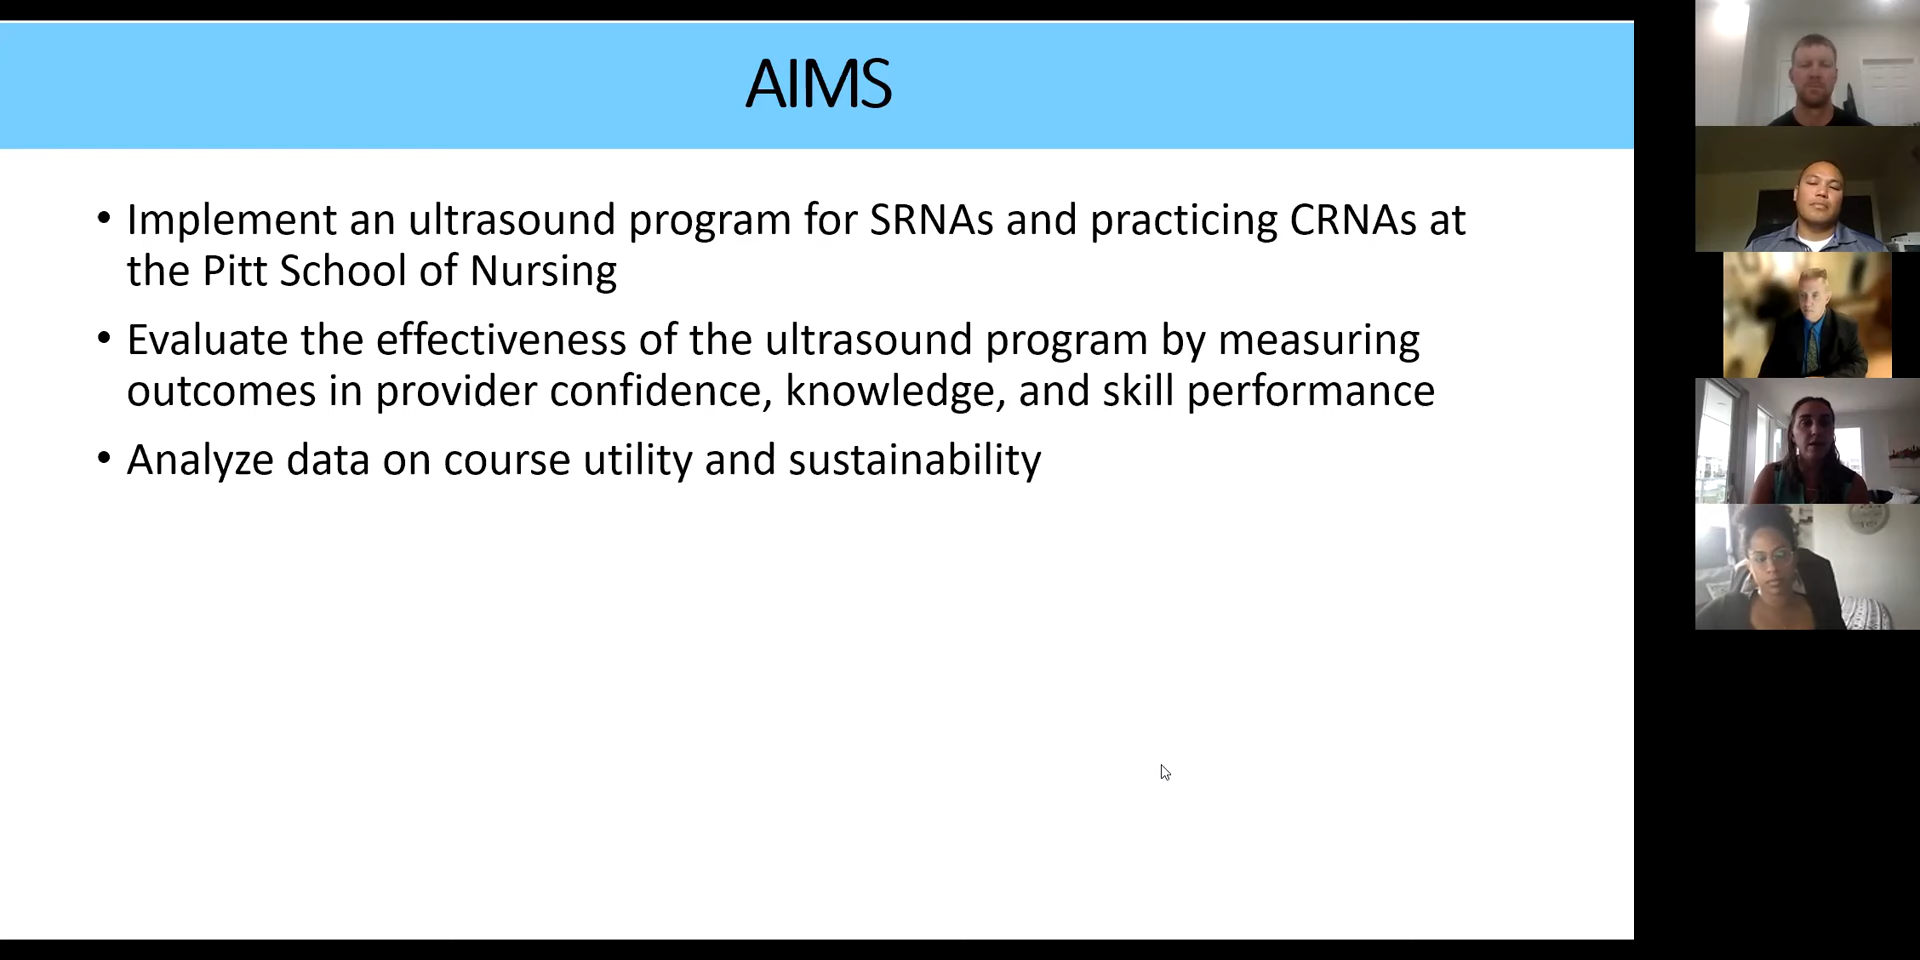 AIMS
• Implement an ultrasound program for SRNAs and practicing CRNAs at
the Pitt School of Nursing
• Evaluate the effectiveness of the ultrasound program by measuring
outcomes in provider confidence, knowledge, and skill performance
• Analyze data on course utility and sustainability